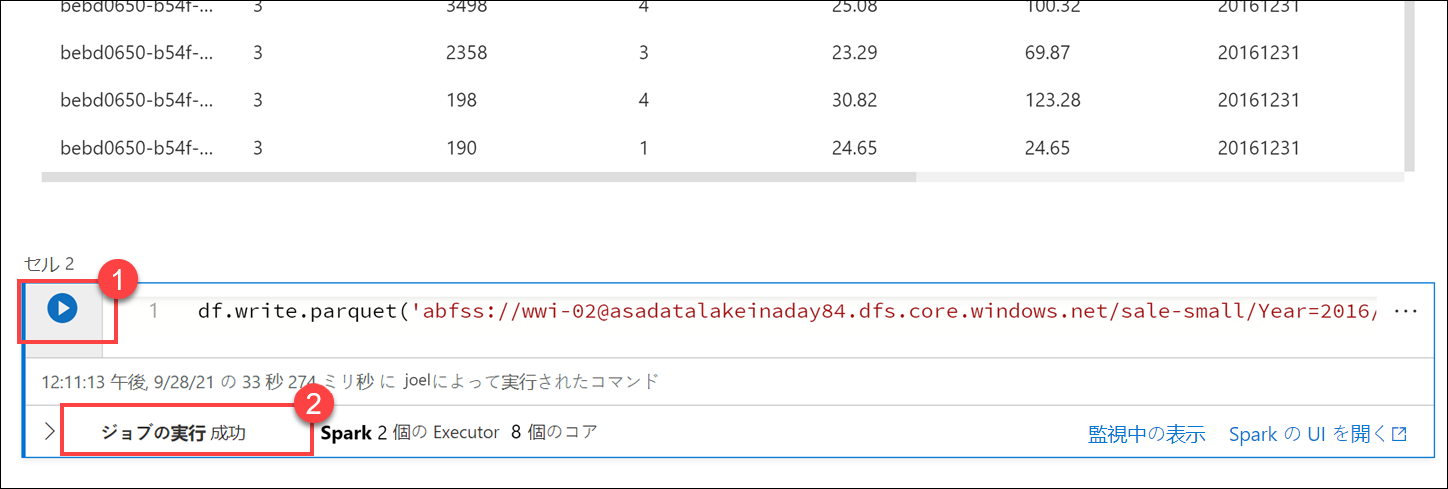 bebd0650-b54f-... 3 3498 4 25.08 100.32 20161231
bebd0650-b54f-... 3 2358 3 23.29 69.87 20161231
bebd0650-b54f-... 3 198 4 30.82 123.28 20161231
bebd0650-b54f-... 3 190 1 24.65 24.65 20161231
セル 2
1
1 df.write.parquet('abfss://wwi-02@asadatalakeinaday84.dfs.core.windows.net/sale-small/Year=2016/ ...
12:11:13 午後, 9/28/21 の 33 秒 274 ミリ秒 に joelによって実行されたコマンド
2
ジョブの実行 成功 Spark 2 個の Executor 8 個のコア 監視中の表示 Spark の UI を開く